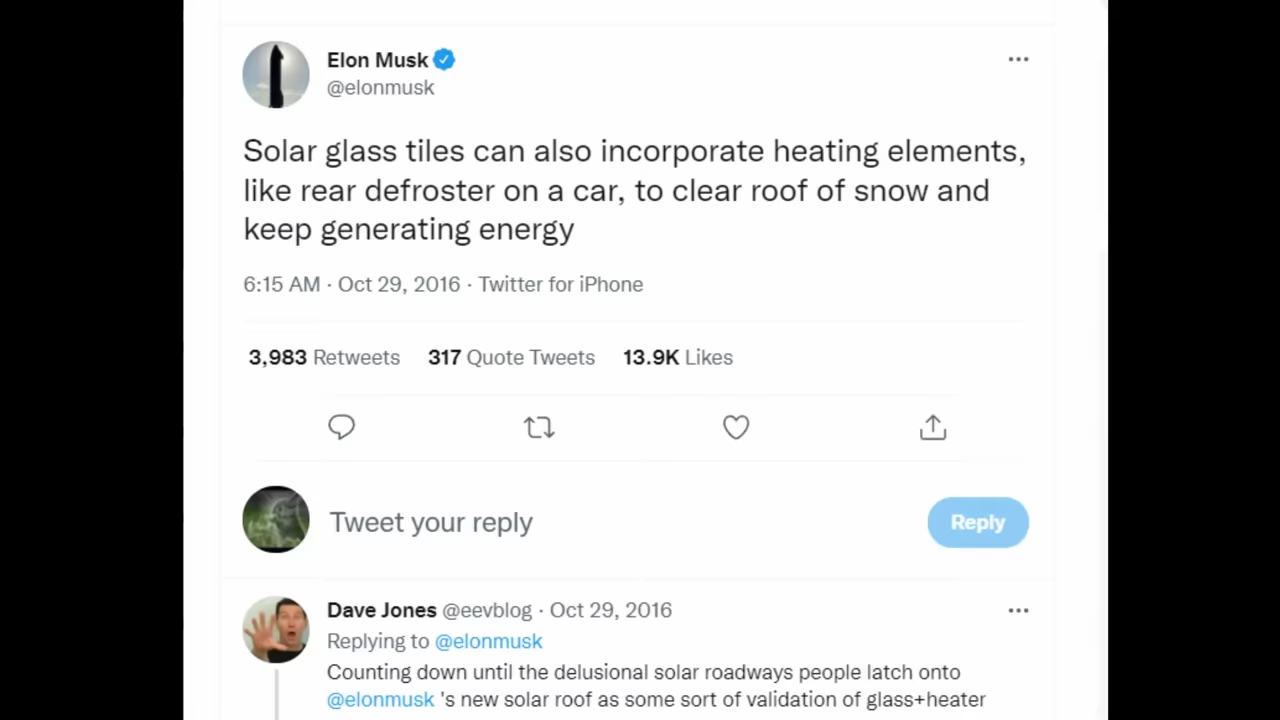 Elon Musk
@elonmusk
Solar glass tiles can also incorporate heating elements,
like rear defroster on a car, to clear roof of snow and
keep generating energy
6:15 AM · Oct 29, 2016 · Twitter for iPhone
3,983 Retweets 317 Quote Tweets 13.9K Likes
Tweet your reply
Reply
Dave Jones @eevblog · Oct 29, 2016
Replying to @elonmusk
Counting down until the delusional solar roadways people latch onto
@elonmusk 's new solar roof as some sort of validation of glass+heater